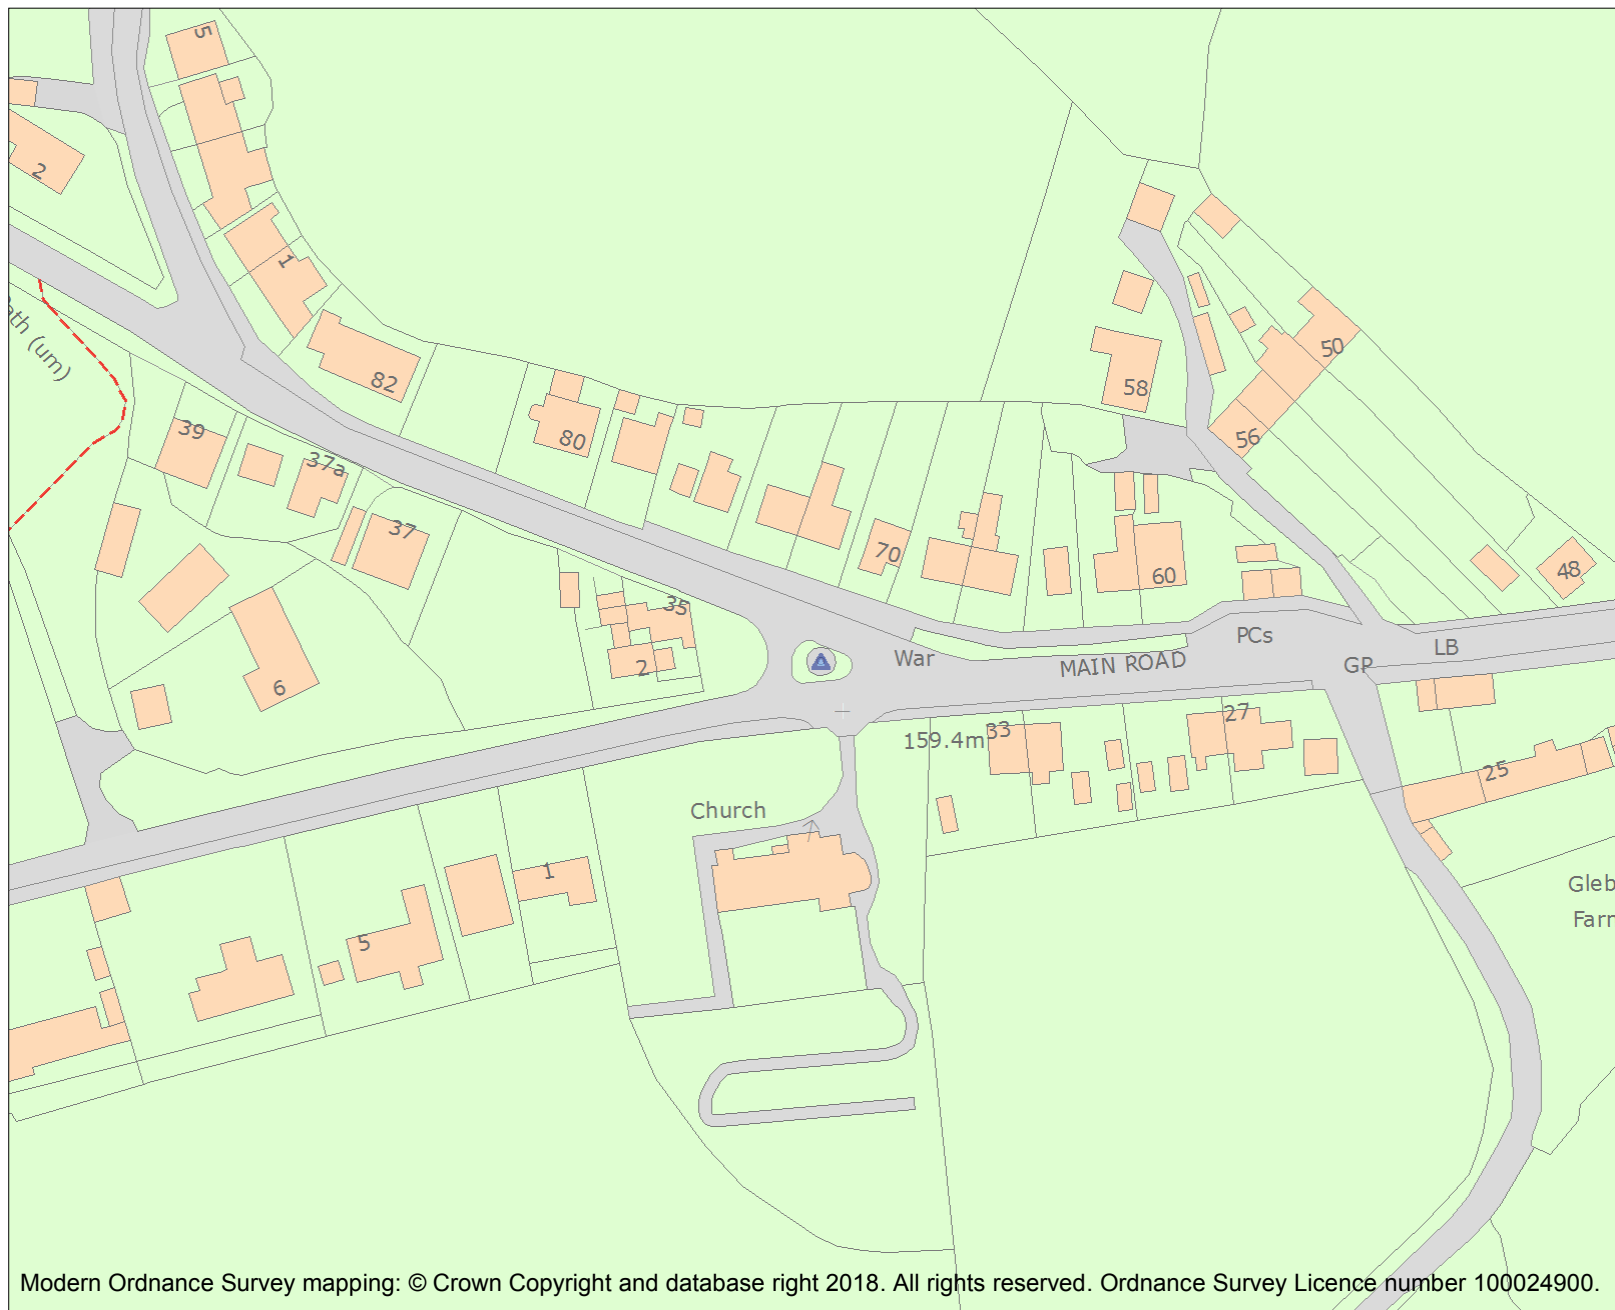 5
2
1
ath (um)
82
58
50
56
80
39
37a
37
70
60
48
35
2
War
MAIN ROAD
PCs
LB
GP
6
159.4m
33
27
25
Church
1
5
Gleb
Farr
Modern Ordnance Survey mapping: © Crown Copyright and database right 2018. All rights reserved. Ordnance Survey Licence number 100024900.